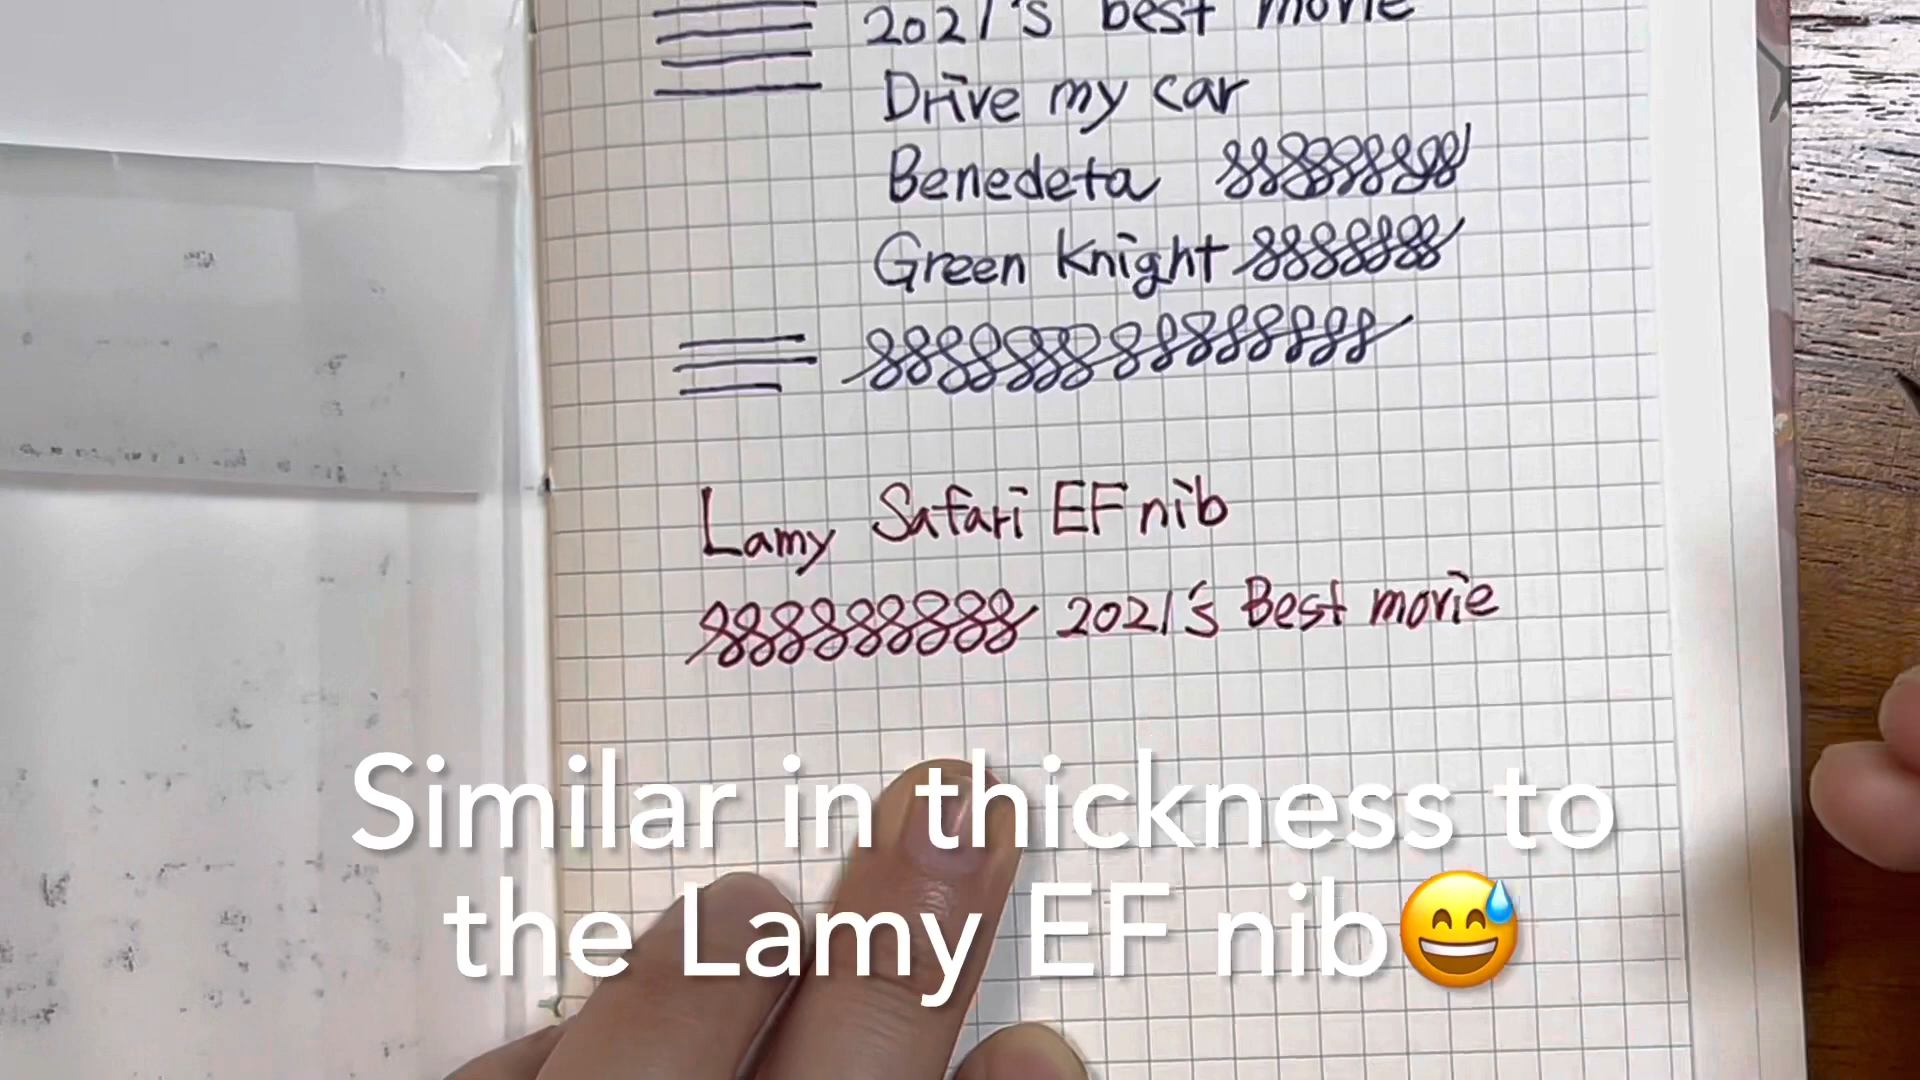 2021's best movie
Drive my car
Benedeta
Green Knight
Lamy Safari EF nib
2021's Best movie
Similar in thickness to
the Lamy EF nib😅